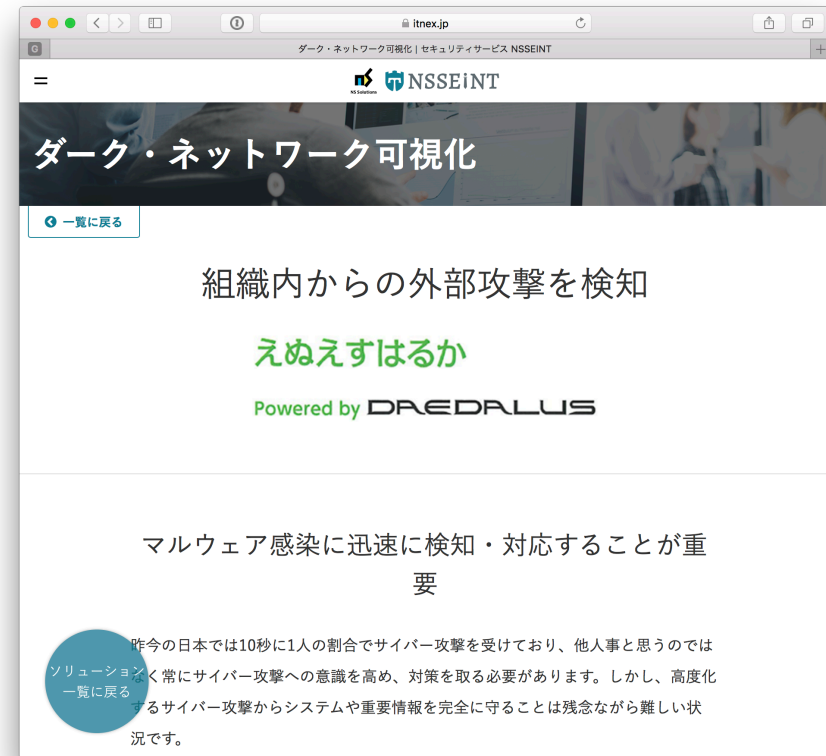 itnex.jp
G
ダーク・ネットワーク可視化 | セキュリティサービス NSSEINT
NS Solutions
NSSEiNT
ダーク・ネットワーク可視化
一覧に戻る
組織内からの外部攻撃を検知
えぬえすはるか
Powered by DAEDALUS
マルウェア感染に迅速に検知・対応することが重
要
昨今の日本では10秒に1人の割合でサイバー攻撃を受けており、他人事と思うのでは
なく常にサイバー攻撃への意識を高め、対策を取る必要があります。しかし、高度化
するサイバー攻撃からシステムや重要情報を完全に守ることは残念ながら難しい状
況です。
ソリューション
一覧に戻る